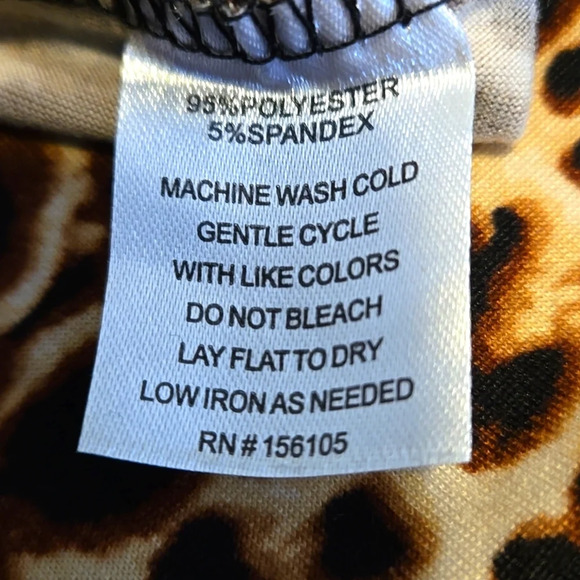 95%POLYESTER
5%SPANDEX
MACHINE WASH COLD
GENTLE CYCLE
WITH LIKE COLORS
DO NOT BLEACH
LAY FLAT TO DRY
LOW IRON AS NEEDED
RN # 156105